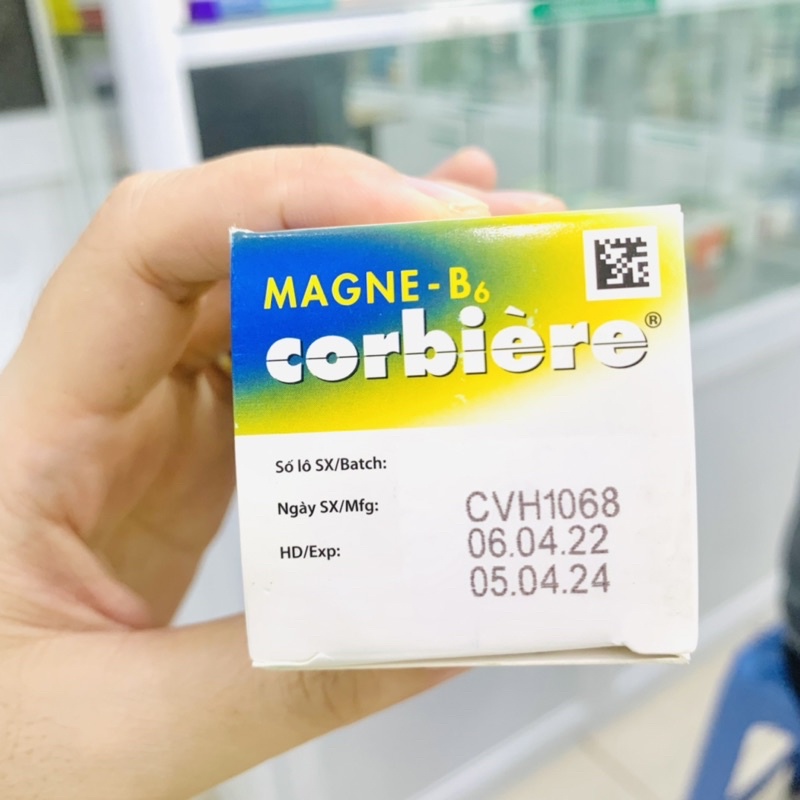 MAGNE - B6
corbière®
Số lô SX/Batch:
Ngày SX/Mfg:
HD/Exp:
CVH1068
06.04.22
05.04.24